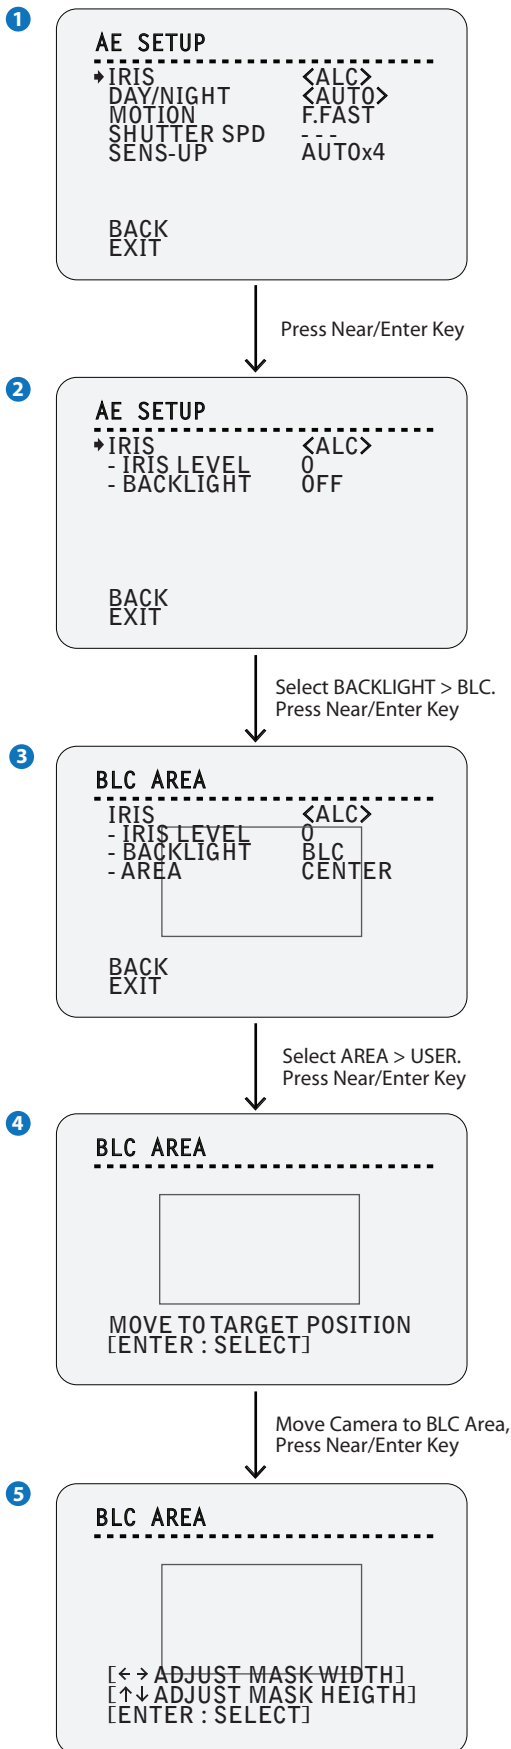 1
AE SETUP
IRIS <ALC>
DAY/NIGHT <AUTO>
MOTION F.FAST
SHUTTER SPD ---
SENS-UP AUTOx4
BACK
EXIT
Press Near/Enter Key
2
AE SETUP
IRIS <ALC>
- IRIS LEVEL 0
- BACKLIGHT OFF
BACK
EXIT
Select BACKLIGHT > BLC.
Press Near/Enter Key
3
BLC AREA
IRIS <ALC>
- IRIS LEVEL 0
- BACKLIGHT BLC
- AREA CENTER
BACK
EXIT
Select AREA > USER.
Press Near/Enter Key
4
BLC AREA
MOVE TO TARGET POSITION
[ENTER : SELECT]
Move Camera to BLC Area,
Press Near/Enter Key
5
BLC AREA
[←→ ADJUST MASK WIDTH]
[↑↓ ADJUST MASK HEIGTH]
[ENTER : SELECT]